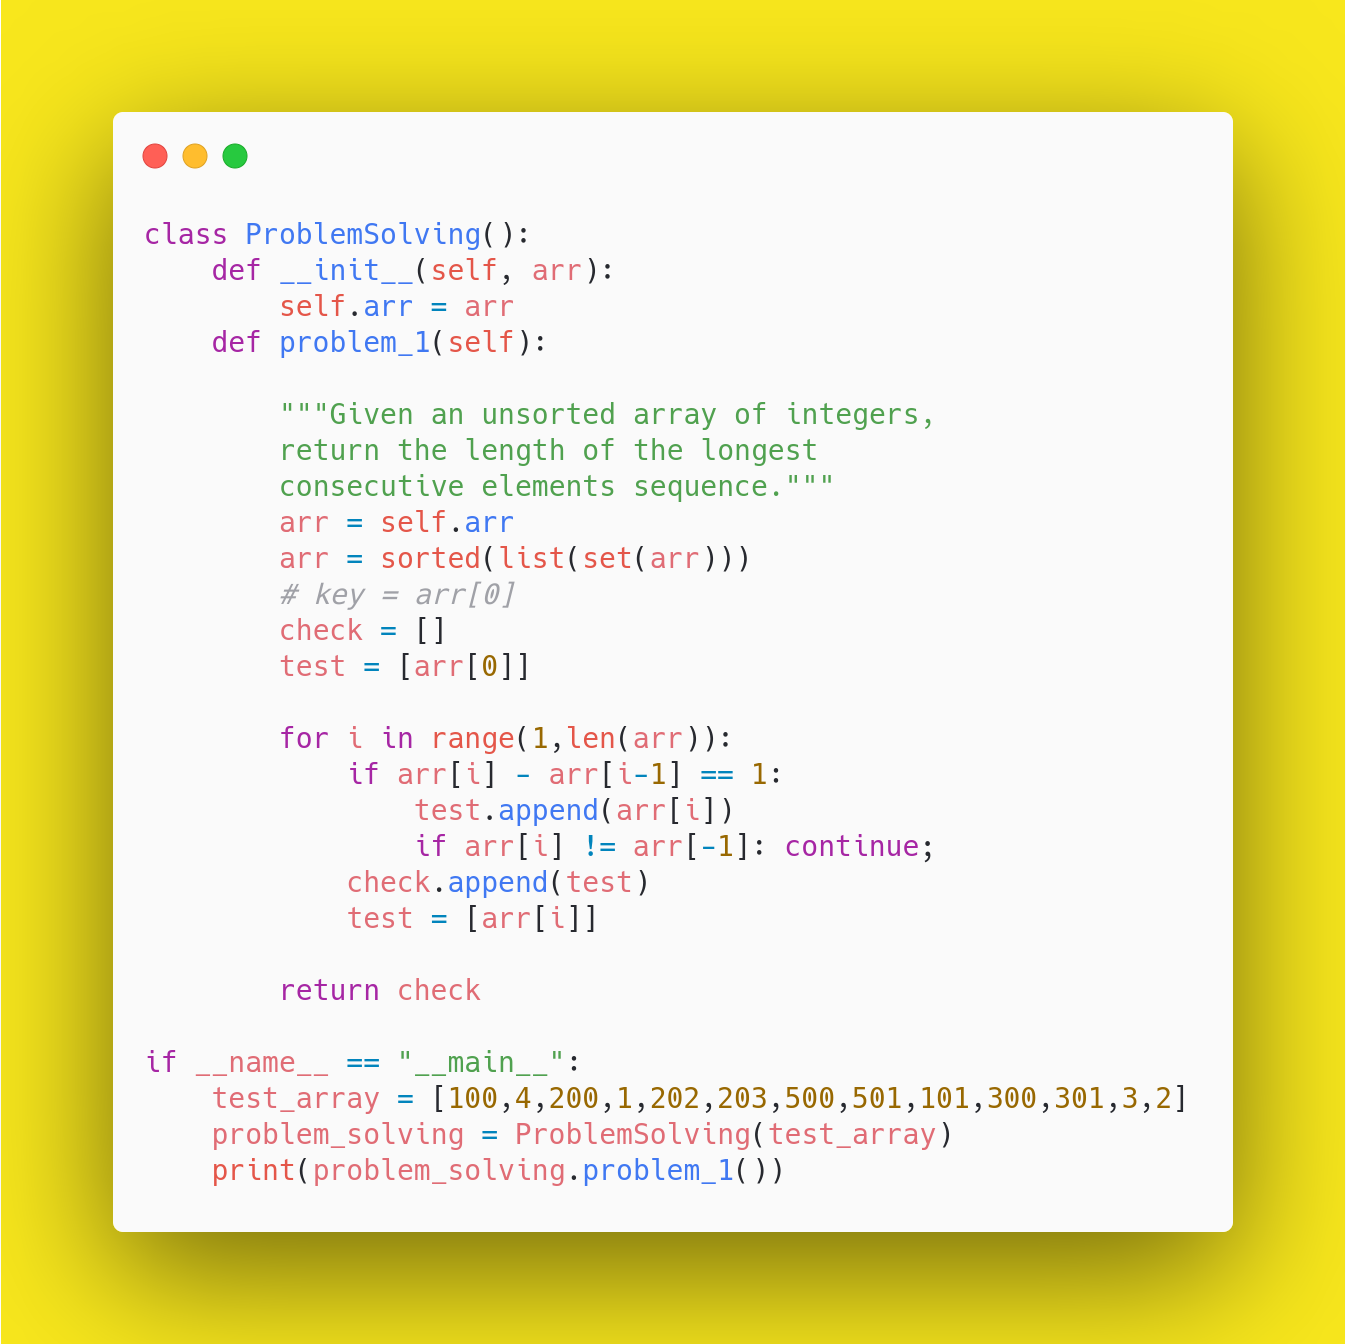 class ProblemSolving():
    def __init__(self, arr):
        self.arr = arr
    def problem_1(self):

        """Given an unsorted array of integers,
        return the length of the longest
        consecutive elements sequence."""
        arr = self.arr
        arr = sorted(list(set(arr)))
        # key = arr[0]
        check = []
        test = [arr[0]]

        for i in range(1,len(arr)):
            if arr[i] - arr[i-1] == 1:
                test.append(arr[i])
                if arr[i] != arr[-1]: continue;
            check.append(test)
            test = [arr[i]]

        return check

if __name__ == "__main__":
    test_array = [100,4,200,1,202,203,500,501,101,300,301,3,2]
    problem_solving = ProblemSolving(test_array)
    print(problem_solving.problem_1())